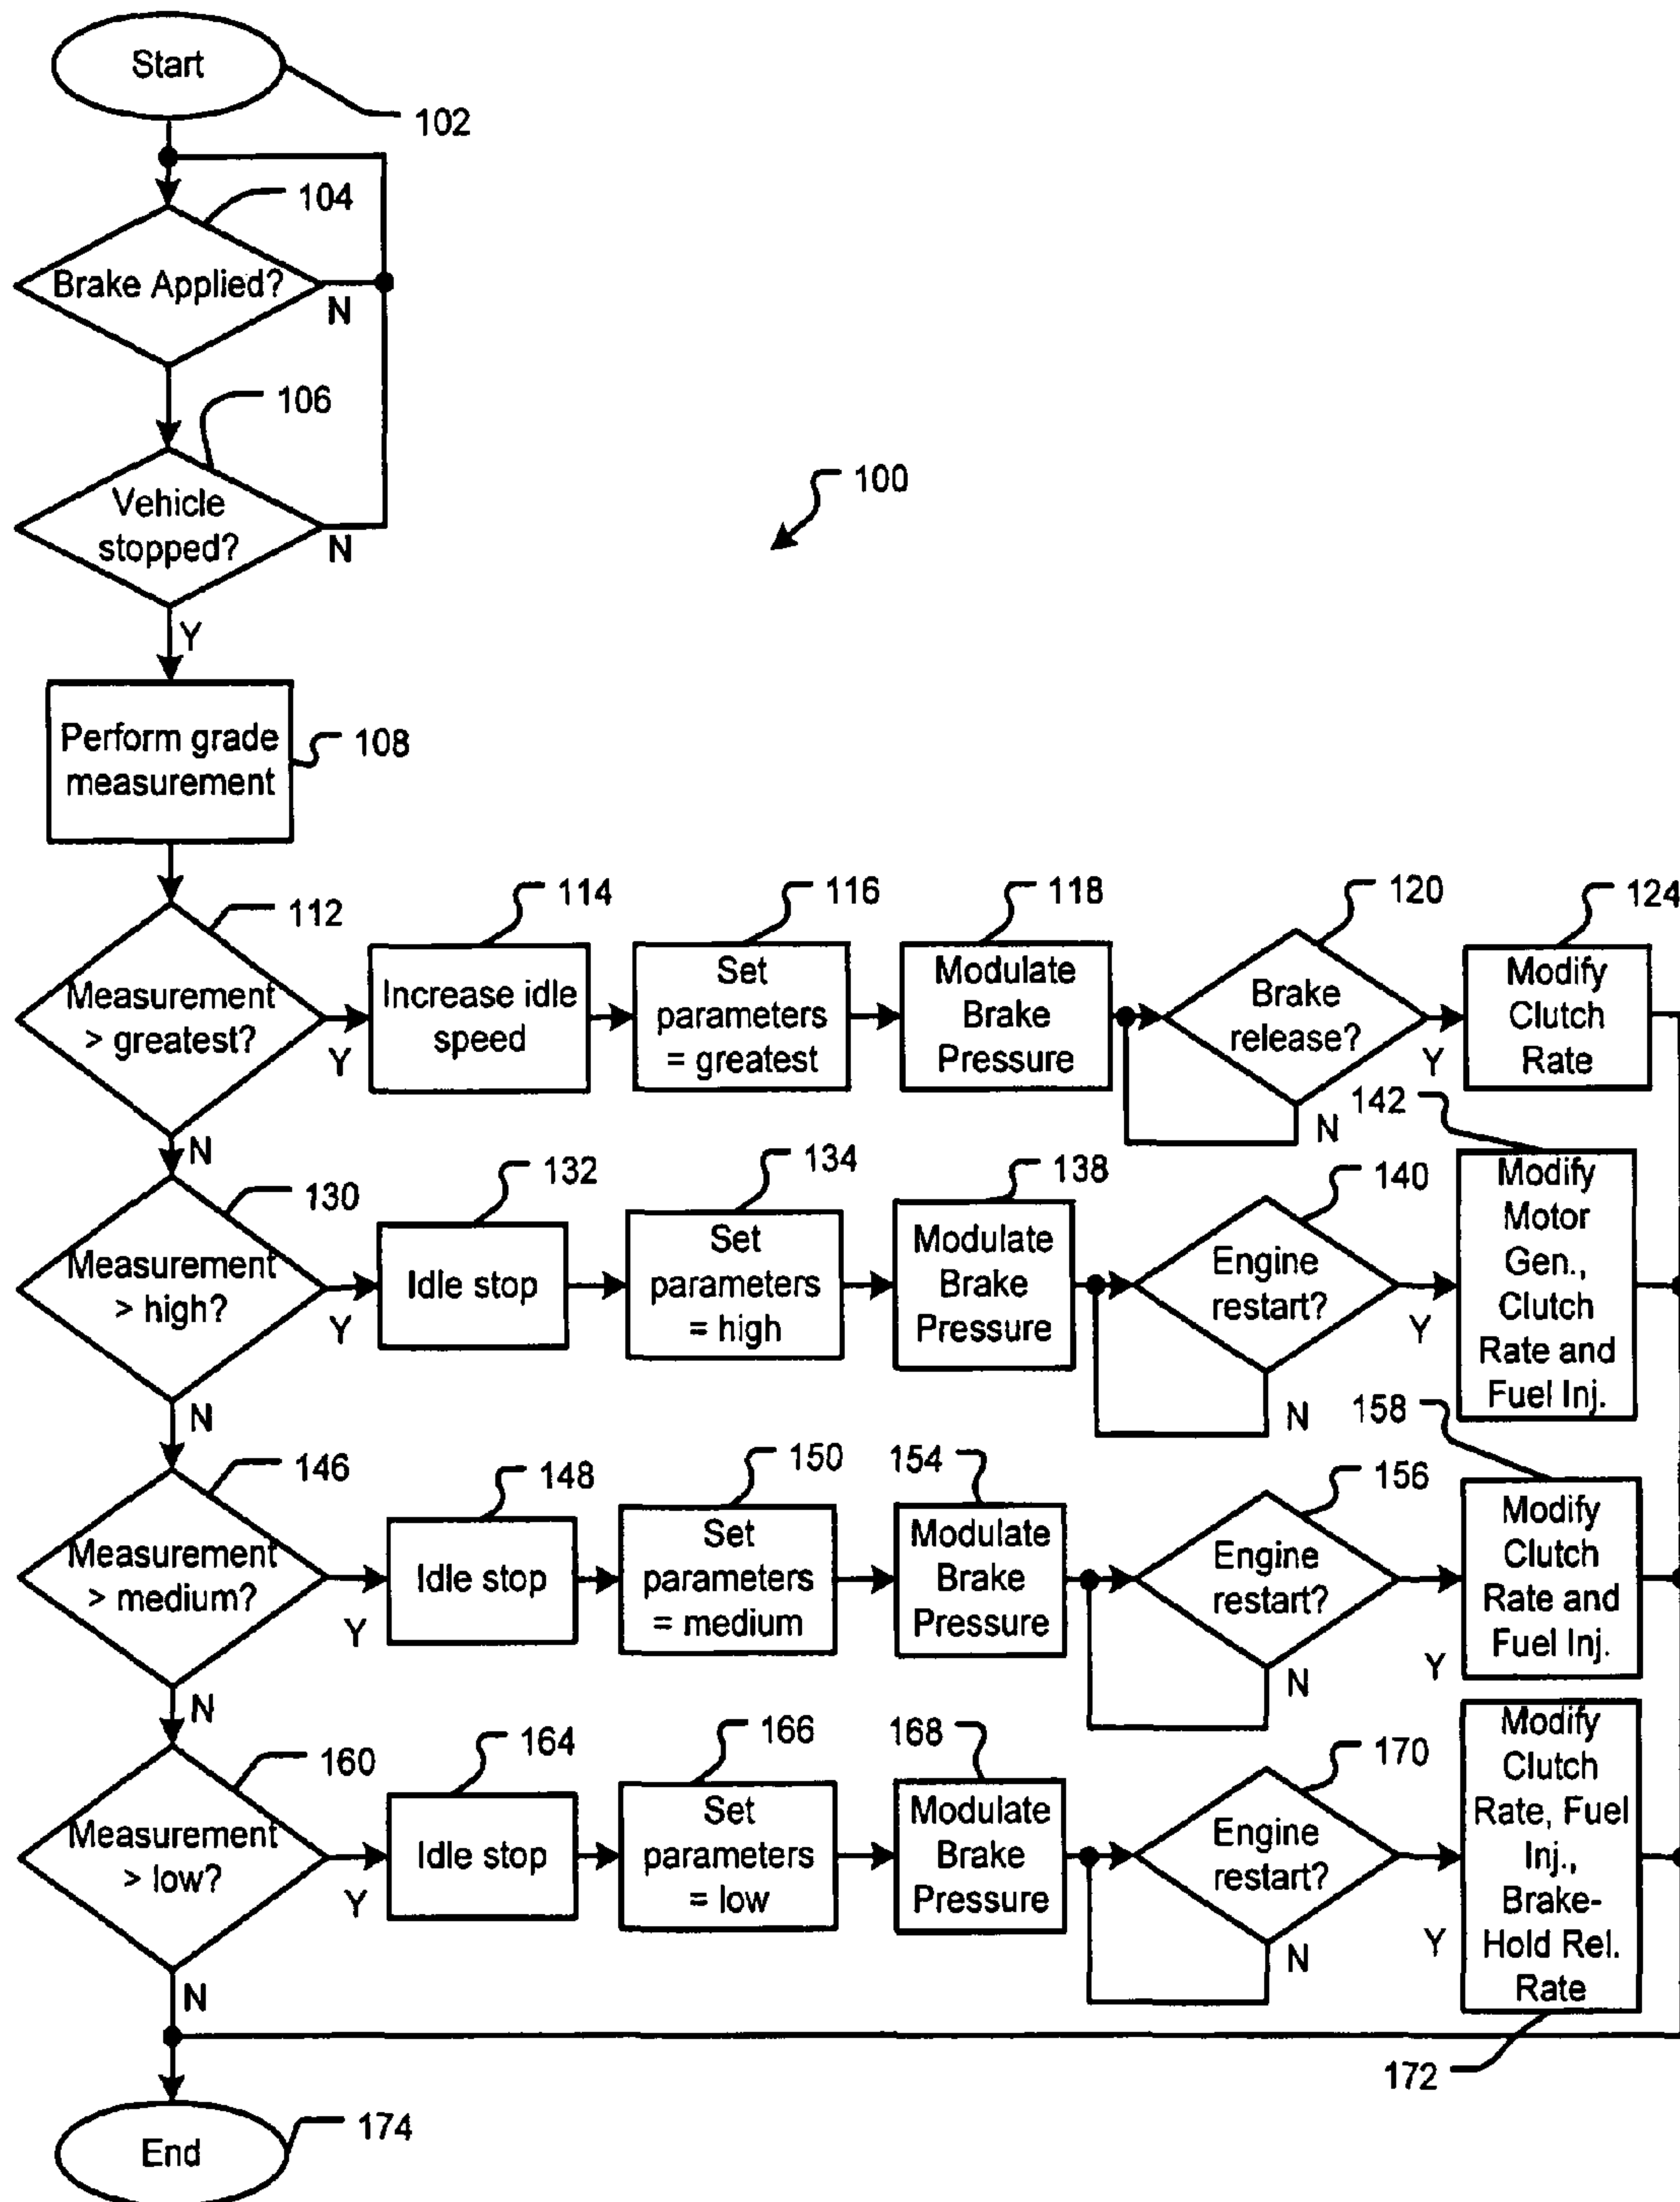 Start
102
104
Brake Applied?
N
106
Vehicle
stopped?
N
100
Y
Perform grade
measurement
108
112
Measurement
> greatest?
Y
N
114
Increase idle
speed
116
Set
parameters
= greatest
118
Modulate
Brake
Pressure
120
Brake
release?
Y
N
124
Modify
Clutch
Rate
130
Measurement
> high?
Y
N
132
Idle stop
134
Set
parameters
= high
138
Modulate
Brake
Pressure
140
Engine
restart?
Y
N
142
Modify
Motor
Gen.,
Clutch
Rate and
Fuel Inj.
146
Measurement
> medium?
Y
N
148
Idle stop
150
Set
parameters
= medium
154
Modulate
Brake
Pressure
156
Engine
restart?
Y
N
158
Modify
Clutch
Rate and
Fuel Inj.
160
Measurement
> low?
Y
N
164
Idle stop
166
Set
parameters
= low
168
Modulate
Brake
Pressure
170
Engine
restart?
Y
N
Modify
Clutch
Rate, Fuel
Inj.,
Brake-
Hold Rel.
Rate
172
End
174